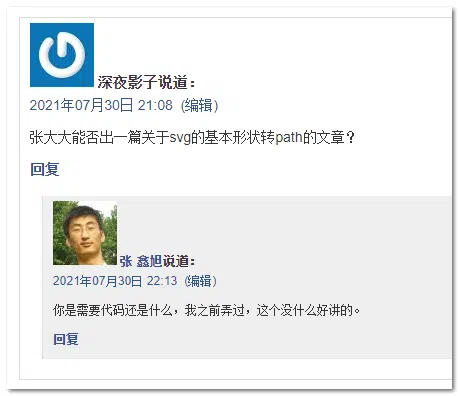 深夜影子说道：
2021年07月30日 21:08 (编辑)
张大大能否出一篇关于svg的基本形状转path的文章？
回复
张 鑫旭说道：
2021年07月30日 22:13 (编辑)
你是需要代码还是什么，我之前弄过，这个没什么好讲的。
回复